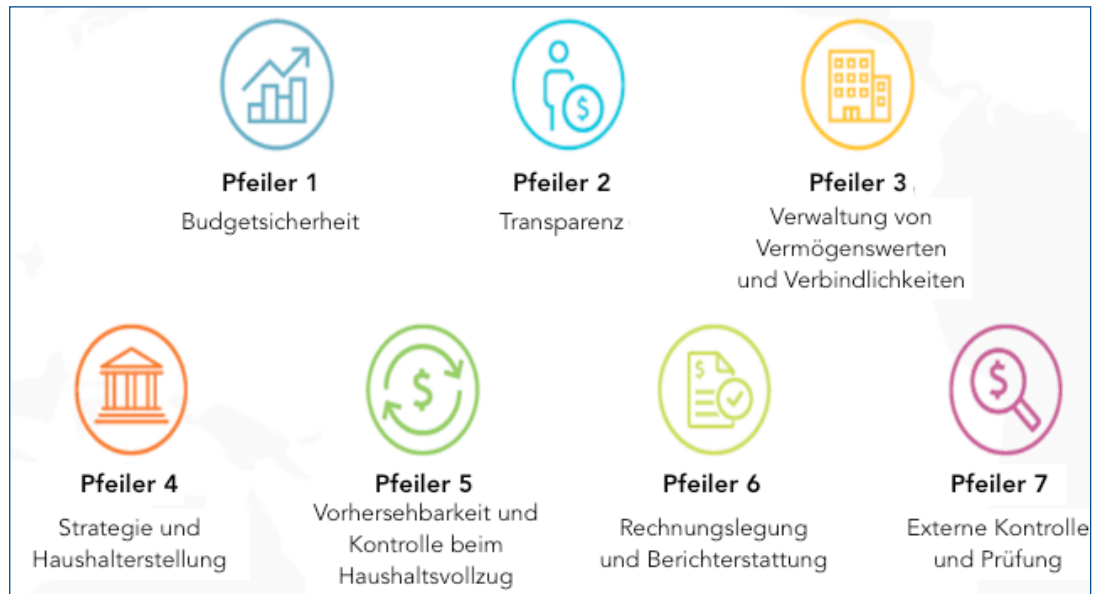 $
Pfeiler 1
Budgetsicherheit
Pfeiler 2
Transparenz
Pfeiler 3
Verwaltung von
Vermögenswerten
und Verbindlichkeiten
$
$
$
Pfeiler 4
Strategie und
Haushalterstellung
Pfeiler 5
Vorhersehbarkeit und
Kontrolle beim
Haushaltsvollzug
Pfeiler 6
Rechnungslegung
und Berichterstattung
Pfeiler 7
Externe Kontrolle
und Prüfung